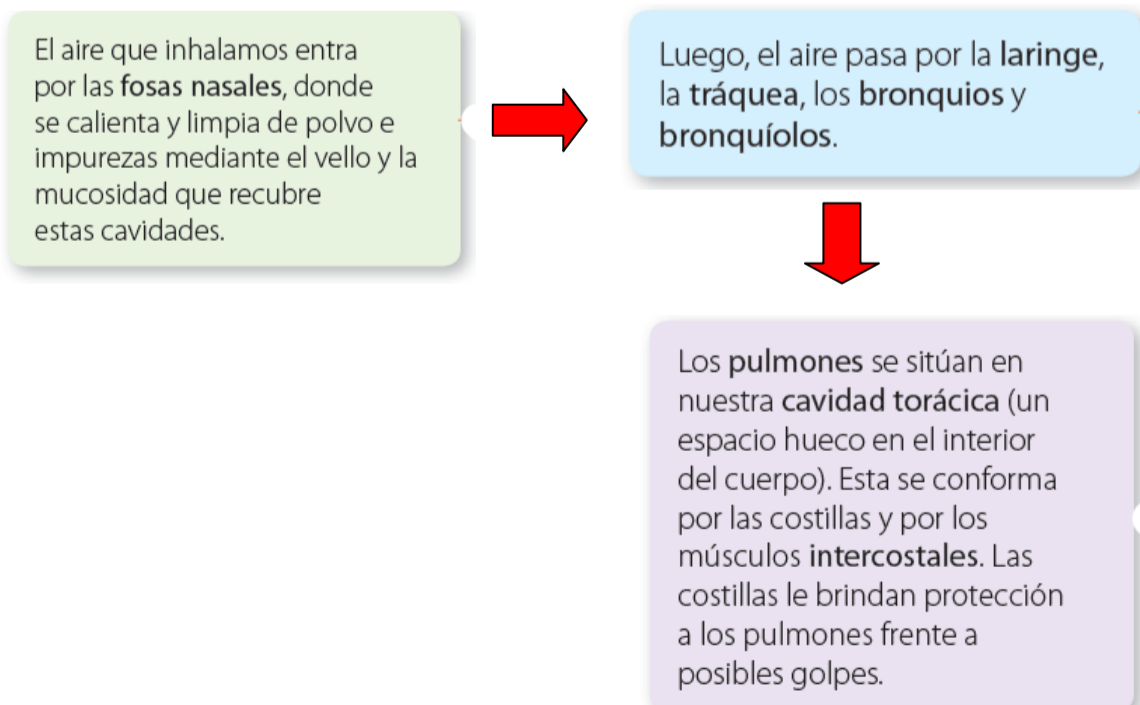 El aire que inhalamos entra
por las fosas nasales, donde
se calienta y limpia de polvo e
impurezas mediante el vello y la
mucosidad que recubre
estas cavidades.
Luego, el aire pasa por la laringe,
la tráquea, los bronquios y
bronquíolos.
Los pulmones se sitúan en
nuestra cavidad torácica (un
espacio hueco en el interior
del cuerpo). Esta se conforma
por las costillas y por los
músculos intercostales. Las
costillas le brindan protección
a los pulmones frente a
posibles golpes.